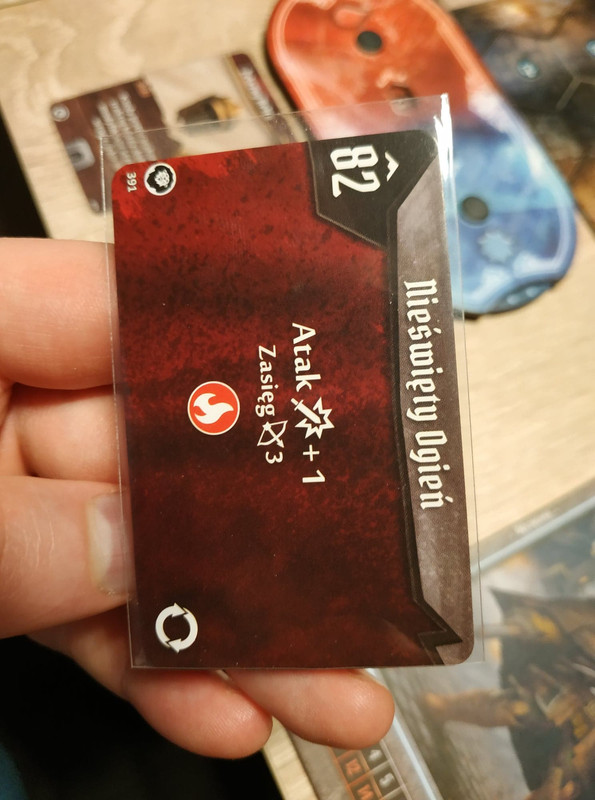 Nieświęty Ogień
82
Atak + 1
Zasięg 3
391